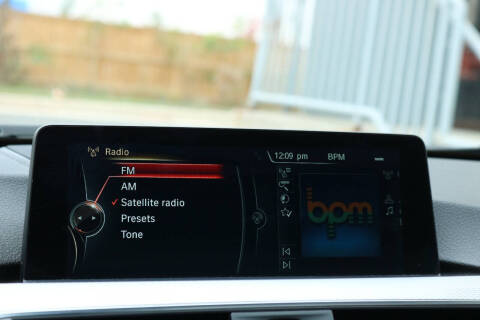 Radio
12:09 pm BPM
FM
AM
Satellite radio
Presets
Tone
bpm